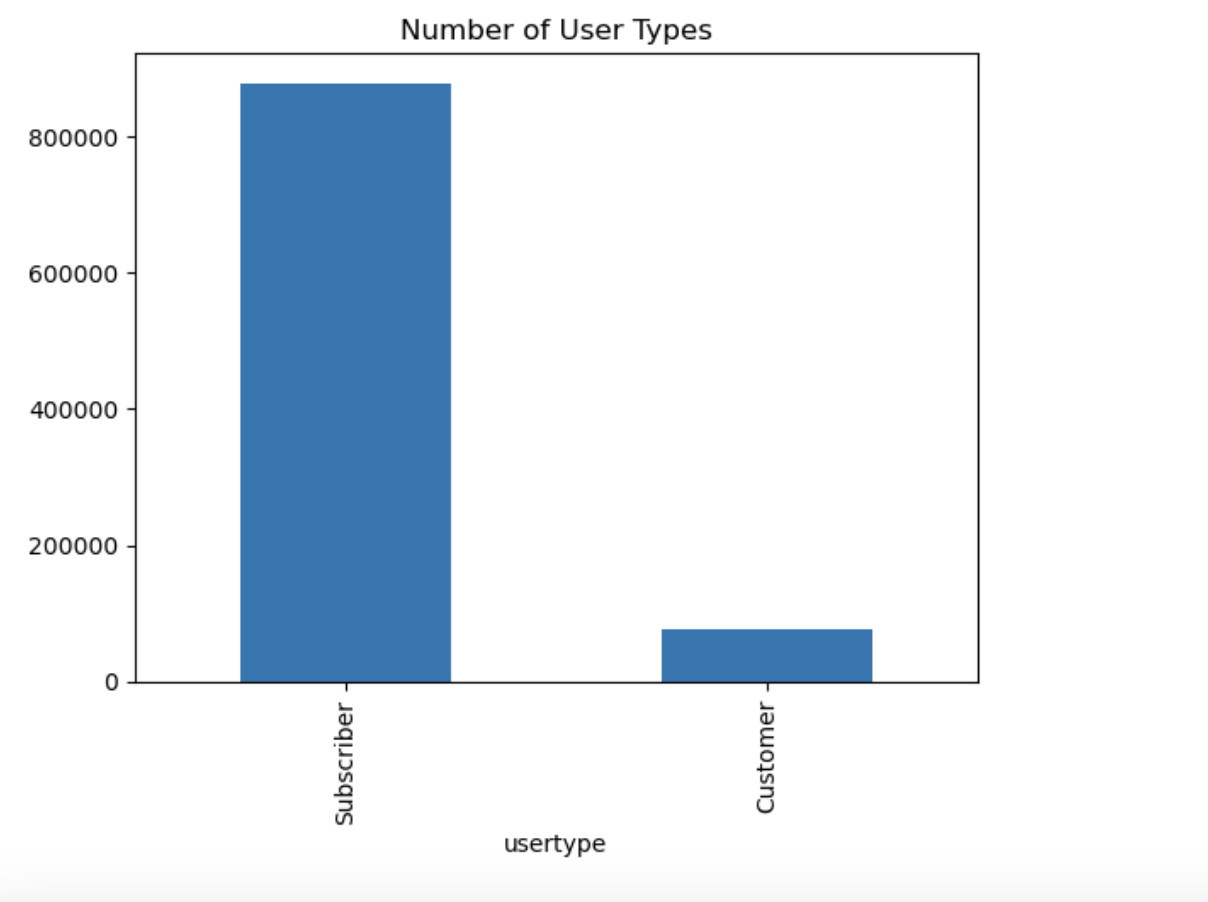 Number of User Types
800000
600000
400000
200000
0
Subscriber
Customer
usertype